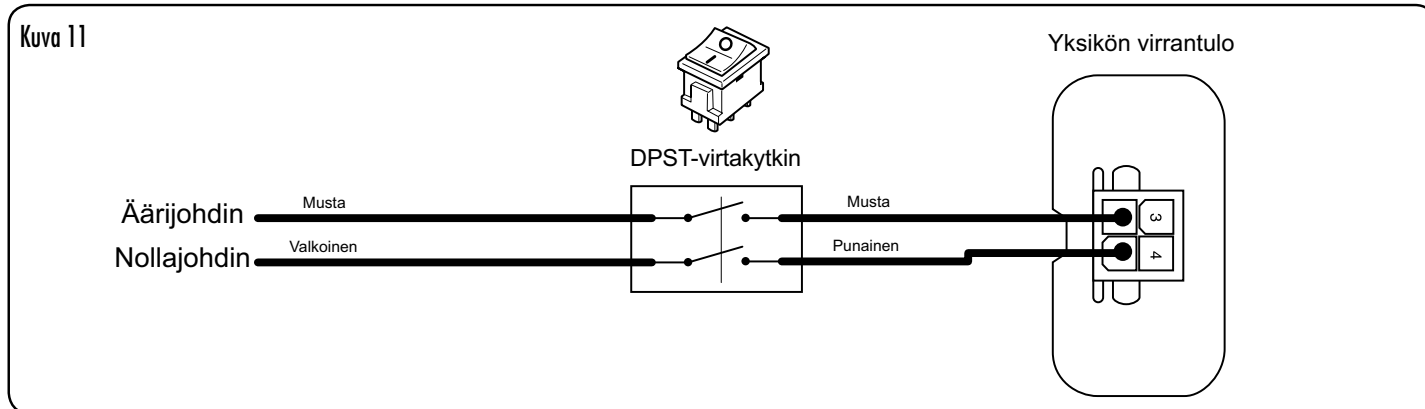 Kuva 11
Yksikön virrantulo
DPST-virtakytkin
Äärijohdin
Musta
Musta
3
Nollajohdin
Valkoinen
Punainen
4